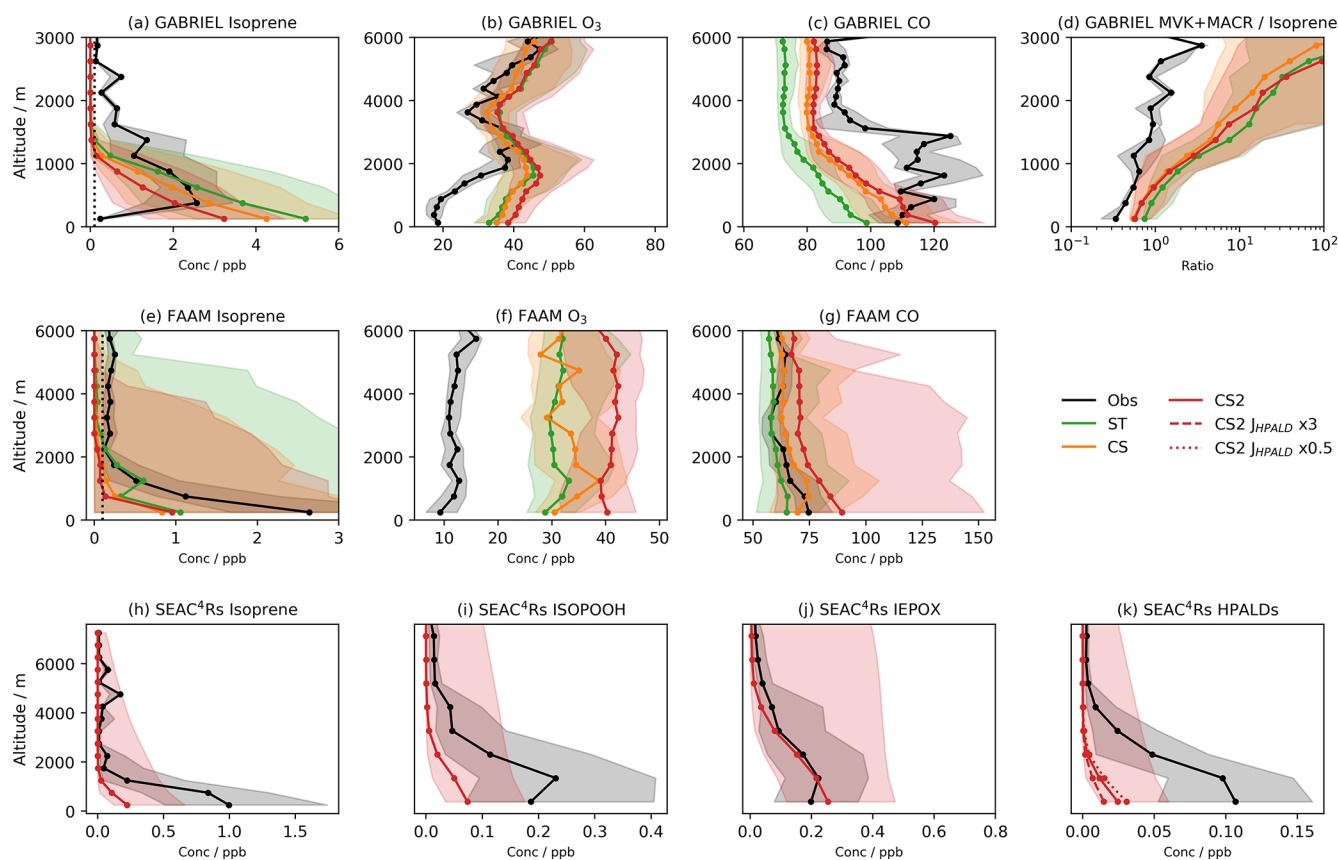 (a) GABRIEL Isoprene
(b) GABRIEL O₃
(c) GABRIEL CO
(d) GABRIEL MVK+MACR / Isoprene
Altitude / m
3000
2000
1000
0
0 2 4 6
Conc / ppb
6000
4000
2000
0
20 40 60 80
Conc / ppb
6000
4000
2000
0
60 80 100 120
Conc / ppb
3000
2000
1000
0
10⁻¹ 10⁰ 10¹ 10²
Ratio
(e) FAAM Isoprene
(f) FAAM O₃
(g) FAAM CO
Altitude / m
6000
4000
2000
0
0 1 2 3
Conc / ppb
6000
4000
2000
0
10 20 30 40 50
Conc / ppb
6000
4000
2000
0
50 75 100 125 150
Conc / ppb
Obs
ST
CS
CS2
CS2 J_HPALD x3
CS2 J_HPALD x0.5
(h) SEAC⁴Rs Isoprene
(i) SEAC⁴Rs ISOPOOH
(j) SEAC⁴Rs IEPOX
(k) SEAC⁴Rs HPALDs
Altitude / m
6000
4000
2000
0
0.0 0.5 1.0 1.5
Conc / ppb
0.0 0.1 0.2 0.3 0.4
Conc / ppb
0.0 0.2 0.4 0.6 0.8
Conc / ppb
0.00 0.05 0.10 0.15
Conc / ppb